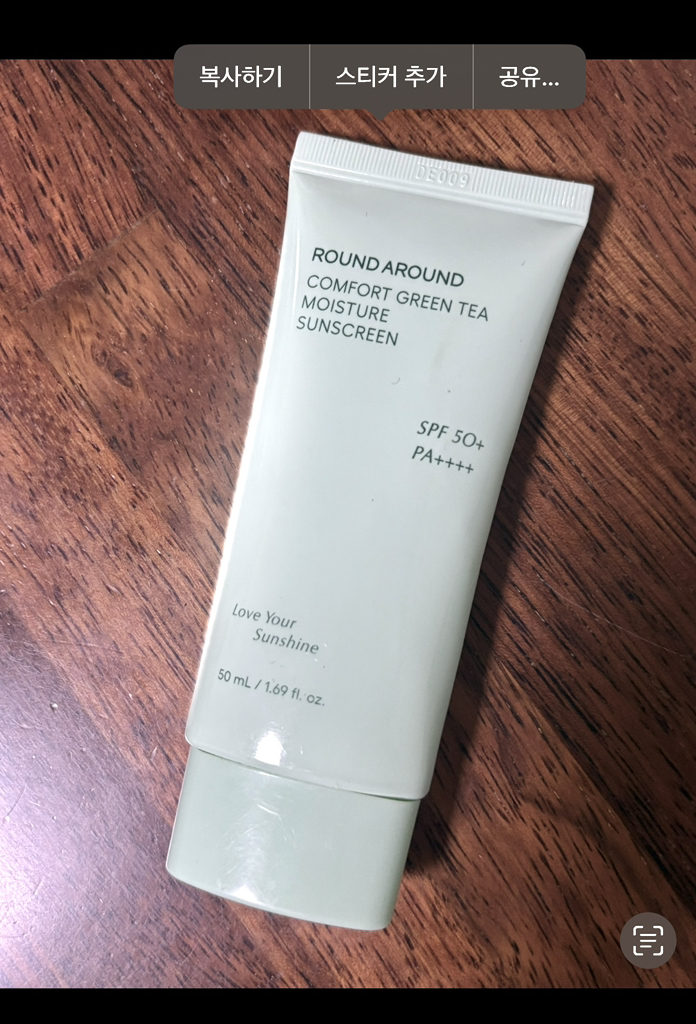 복사하기
스티커 추가
공유...
DE009
ROUND AROUND
COMFORT GREEN TEA
MOISTURE
SUNSCREEN
SPF 50+
PA++++
Love Your
Sunshine
50 mL / 1.69 fl. oz.